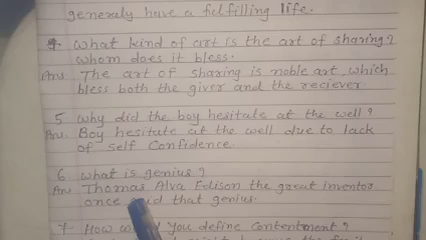 generaly have a fulfilling life.
4. What kind of art is the art of sharing?
whom does it bless.
Ans The art of sharing is noble art, which
bless both the giver and the reciever
5 why did the boy hesitate at the well?
Ans. Boy hesitute at the well due to lack
of self Confidence
6 what is genius?
An Thomas Alva Edison the great inventor
once said that genius
7- How You define Contentment?